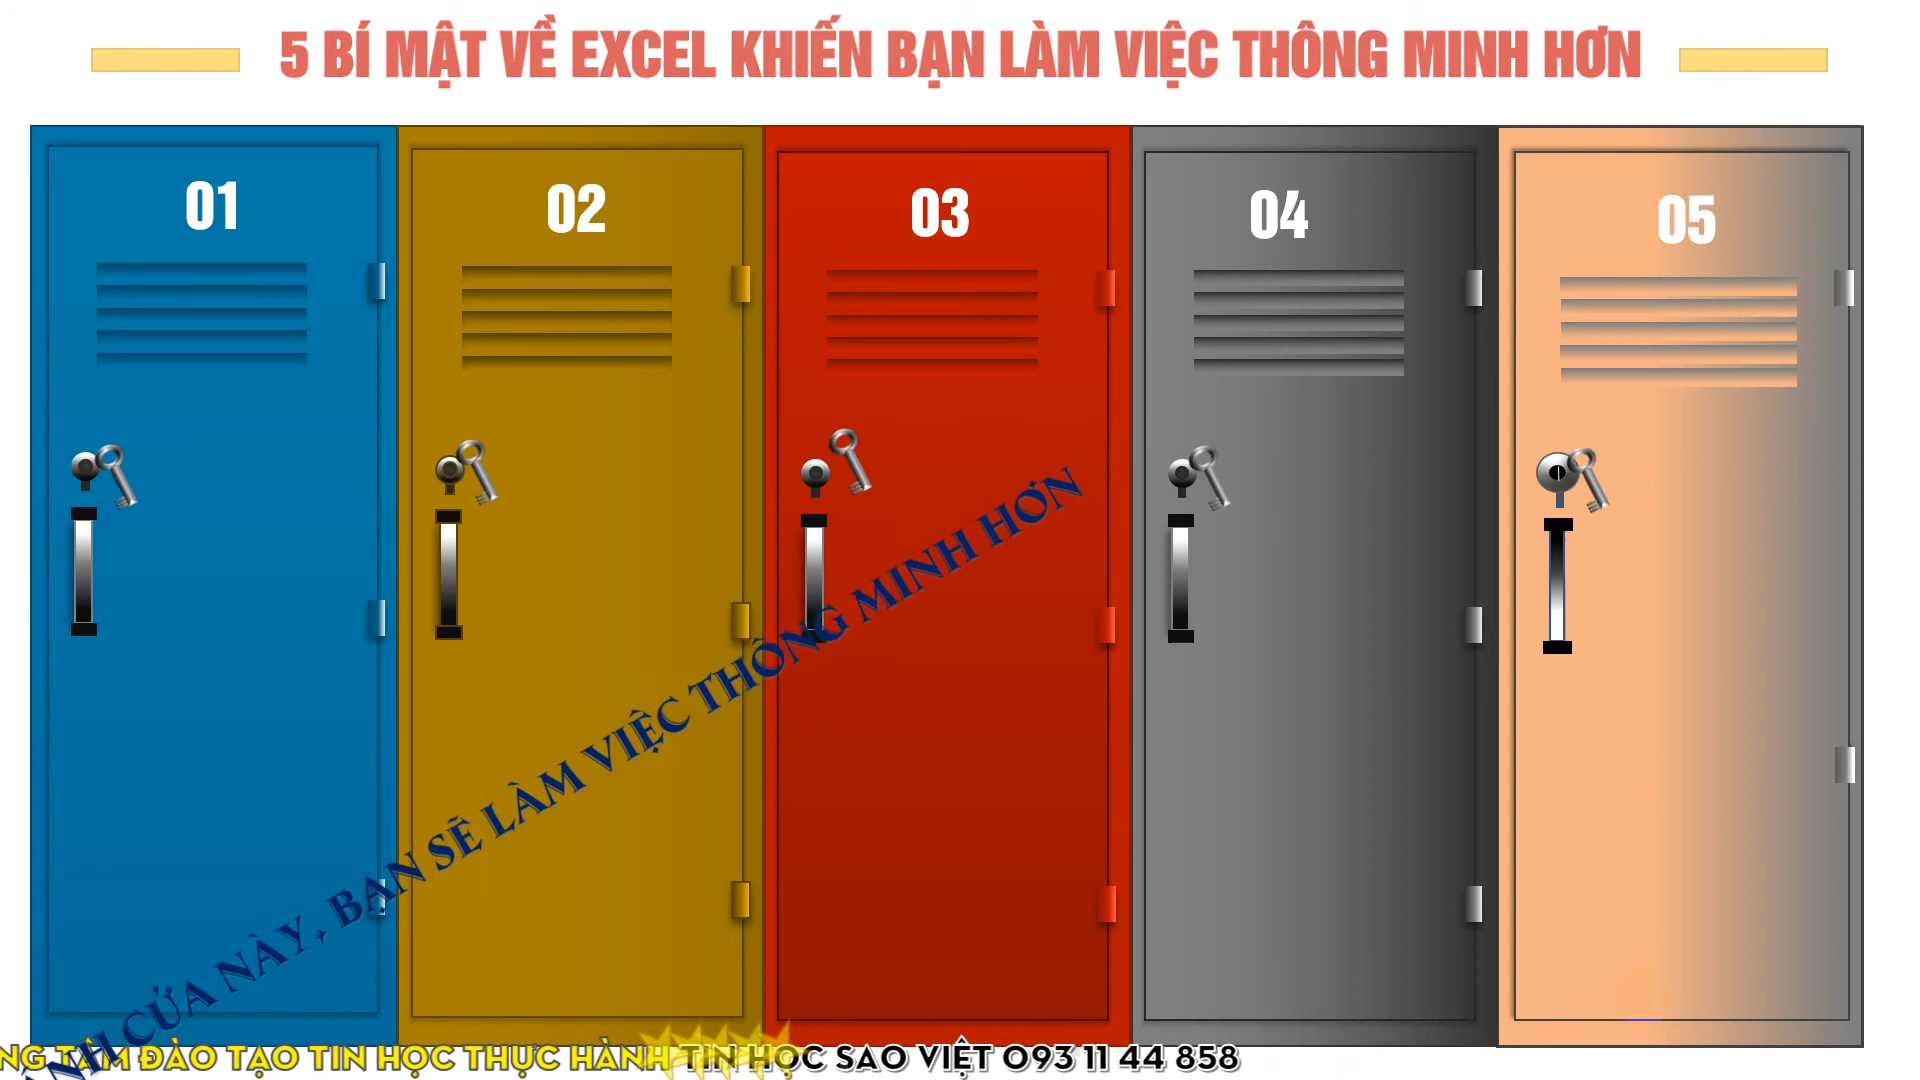 5 BÍ MẬT VỀ EXCEL KHIẾN BẠN LÀM VIỆC THÔNG MINH HƠN
01
02
03
04
05
CỬA NÀY, BẠN SẼ LÀM VIỆC THÔNG MINH HƠN
TÂM ĐÀO TẠO TIN HỌC THỰC HÀNH TIN HỌC SAO VIỆT 093 11 44 858